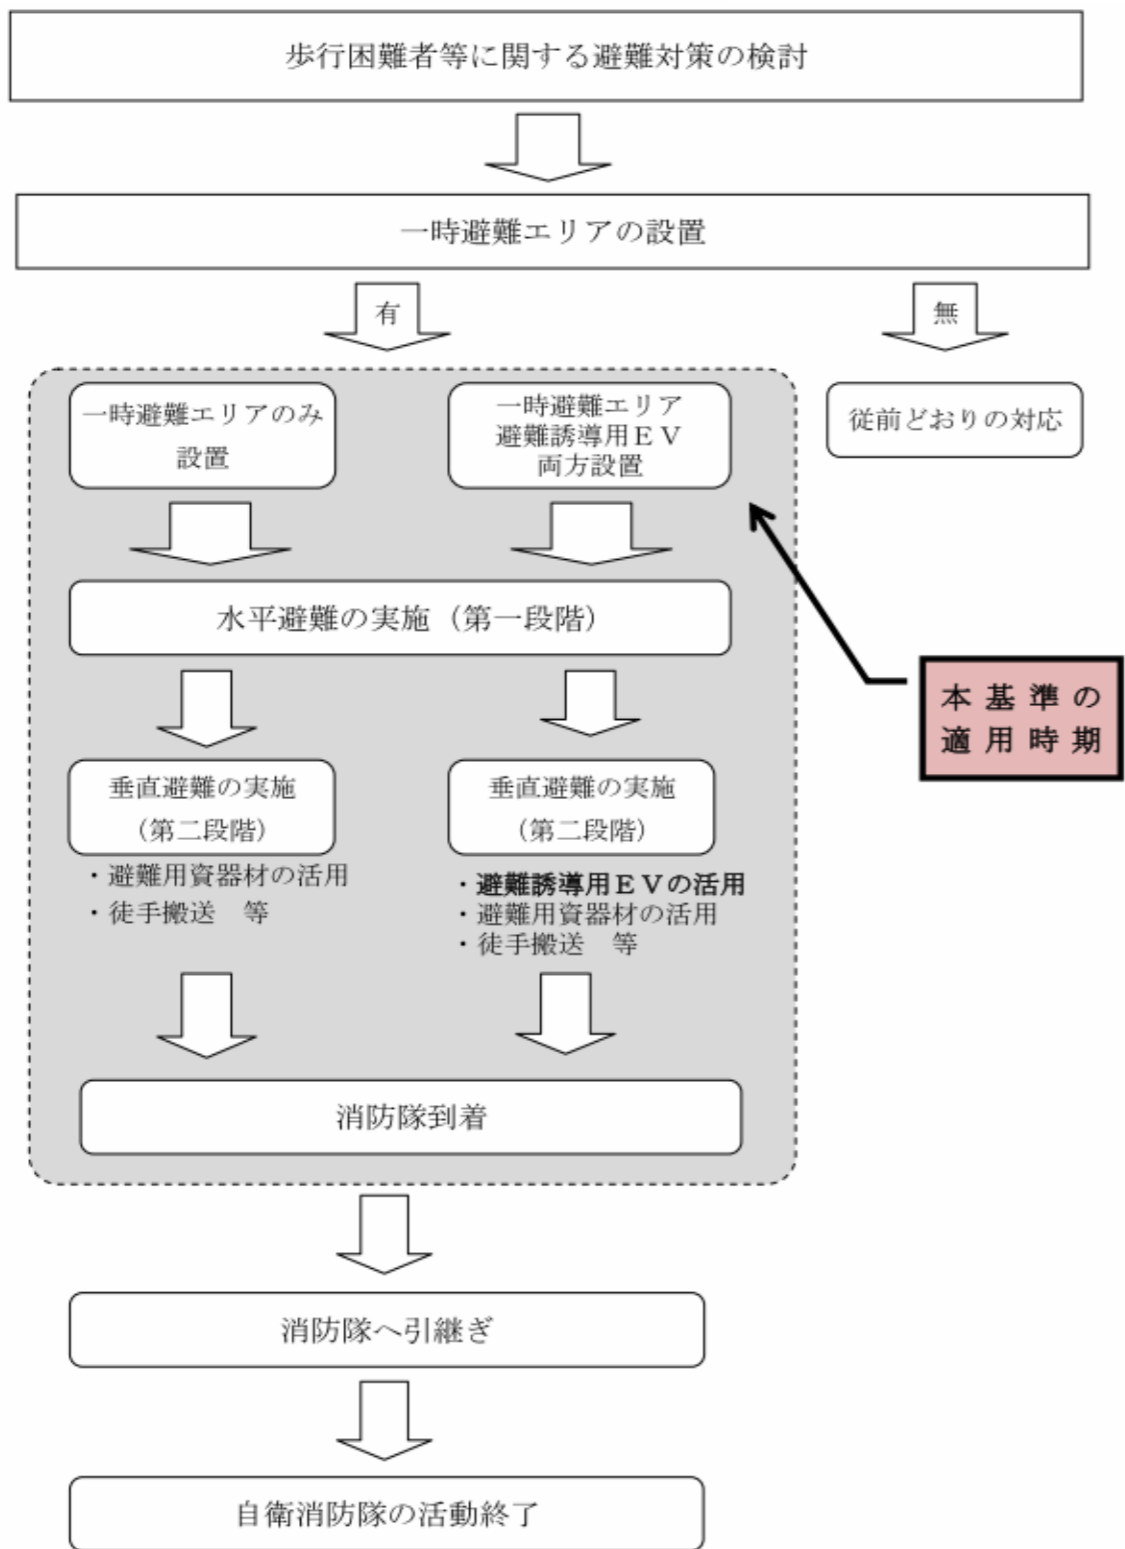 歩行困難者等に関する避難対策の検討
一時避難エリアの設置
有
無
一時避難エリアのみ
設置
一時避難エリア
避難誘導用EV
両方設置
従前どおりの対応
水平避難の実施（第一段階）
本基準の
適用時期
垂直避難の実施
（第二段階）
・避難用資器材の活用
・徒手搬送　等
垂直避難の実施
（第二段階）
・避難誘導用EVの活用
・避難用資器材の活用
・徒手搬送　等
消防隊到着
消防隊へ引継ぎ
自衛消防隊の活動終了